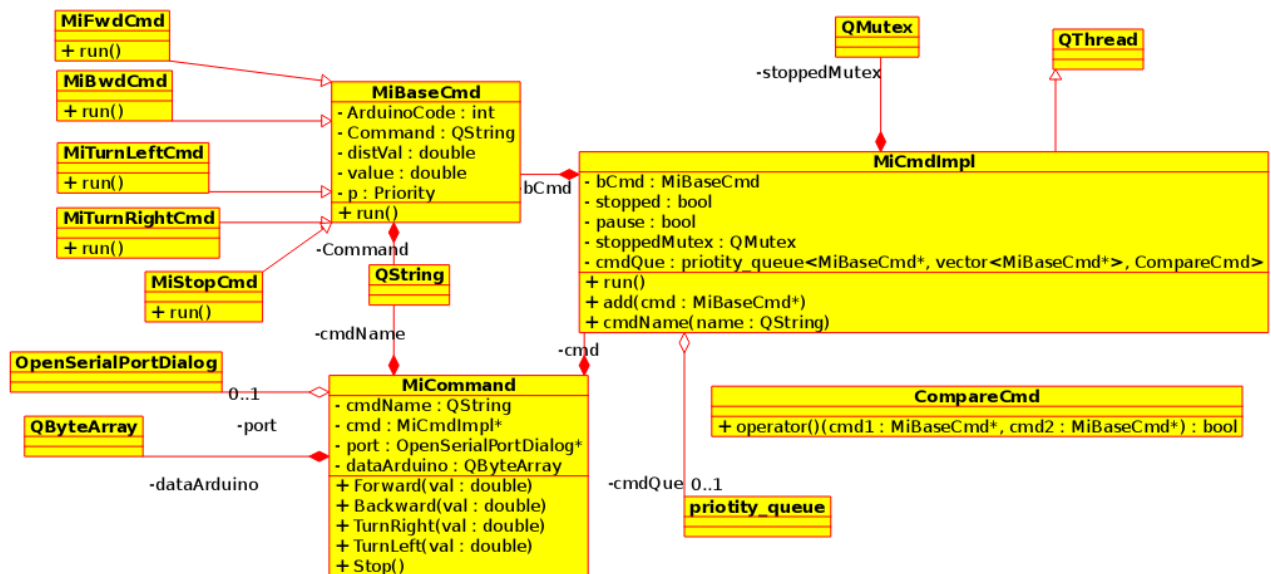 MiFwdCmd
+ run()
MiBwdCmd
+ run()
MiTurnLeftCmd
+ run()
MiTurnRightCmd
+ run()
MiStopCmd
+ run()
MiBaseCmd
- ArduinoCode : int
- Command : QString
- distVal : double
- value : double
- p : Priority
+ run()
-bCmd
-Command
QString
-cmdName
QMutex
-stoppedMutex
QThread
MiCmdImpl
- bCmd : MiBaseCmd
- stopped : bool
- pause : bool
- stoppedMutex : QMutex
- cmdQue : priotity_queue<MiBaseCmd*, vector<MiBaseCmd*>, CompareCmd>
+ run()
+ add(cmd : MiBaseCmd*)
+ cmdName(name : QString)
-cmd
OpenSerialPortDialog
0..1
-port
QByteArray
-dataArduino
MiCommand
- cmdName : QString
- cmd : MiCmdImpl*
- port : OpenSerialPortDialog*
- dataArduino : QByteArray
+ Forward(val : double)
+ Backward(val : double)
+ TurnRight(val : double)
+ TurnLeft(val : double)
+ Stop()
CompareCmd
+ operator()(cmd1 : MiBaseCmd*, cmd2 : MiBaseCmd*) : bool
-cmdQue 0..1
priotity_queue